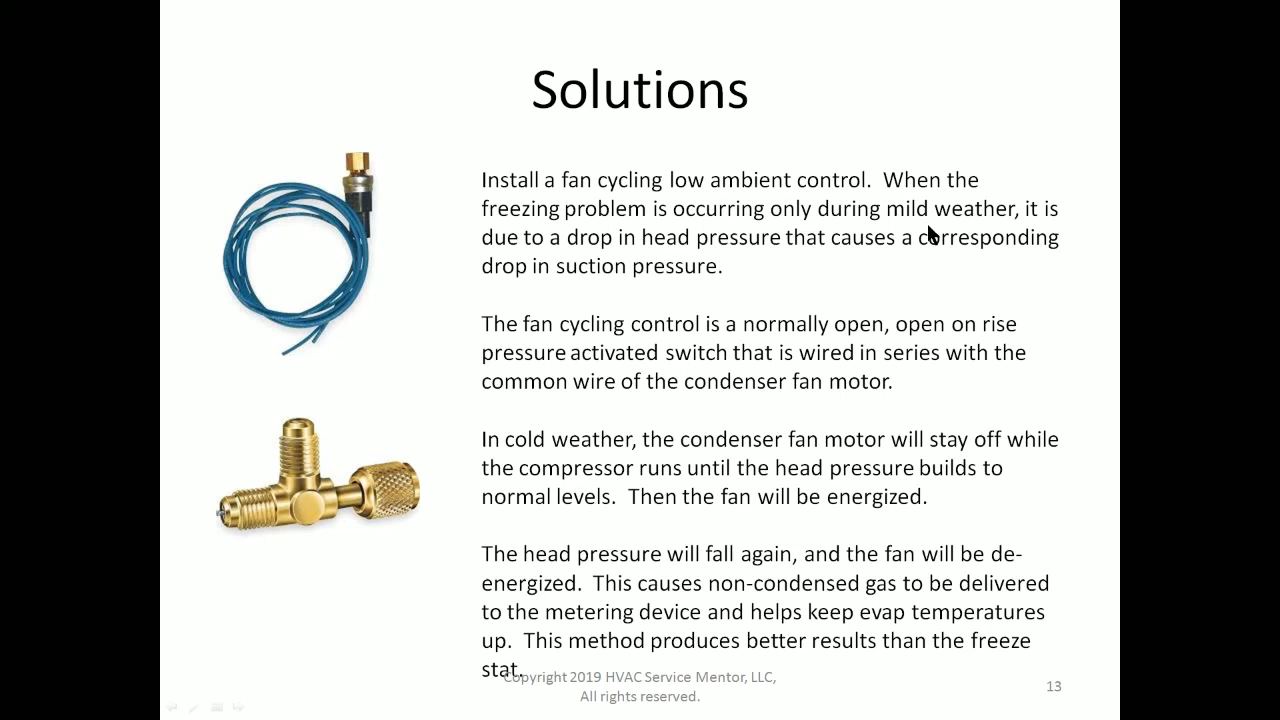 Solutions
Install a fan cycling low ambient control.  When the
freezing problem is occurring only during mild weather, it is
due to a drop in head pressure that causes a corresponding
drop in suction pressure.
The fan cycling control is a normally open, open on rise
pressure activated switch that is wired in series with the
common wire of the condenser fan motor.
In cold weather, the condenser fan motor will stay off while
the compressor runs until the head pressure builds to
normal levels.  Then the fan will be energized.
The head pressure will fall again, and the fan will be de-
energized.  This causes non-condensed gas to be delivered
to the metering device and helps keep evap temperatures
up.  This method produces better results than the freeze
stat.
Copyright 2019 HVAC Service Mentor, LLC,
All rights reserved.
13